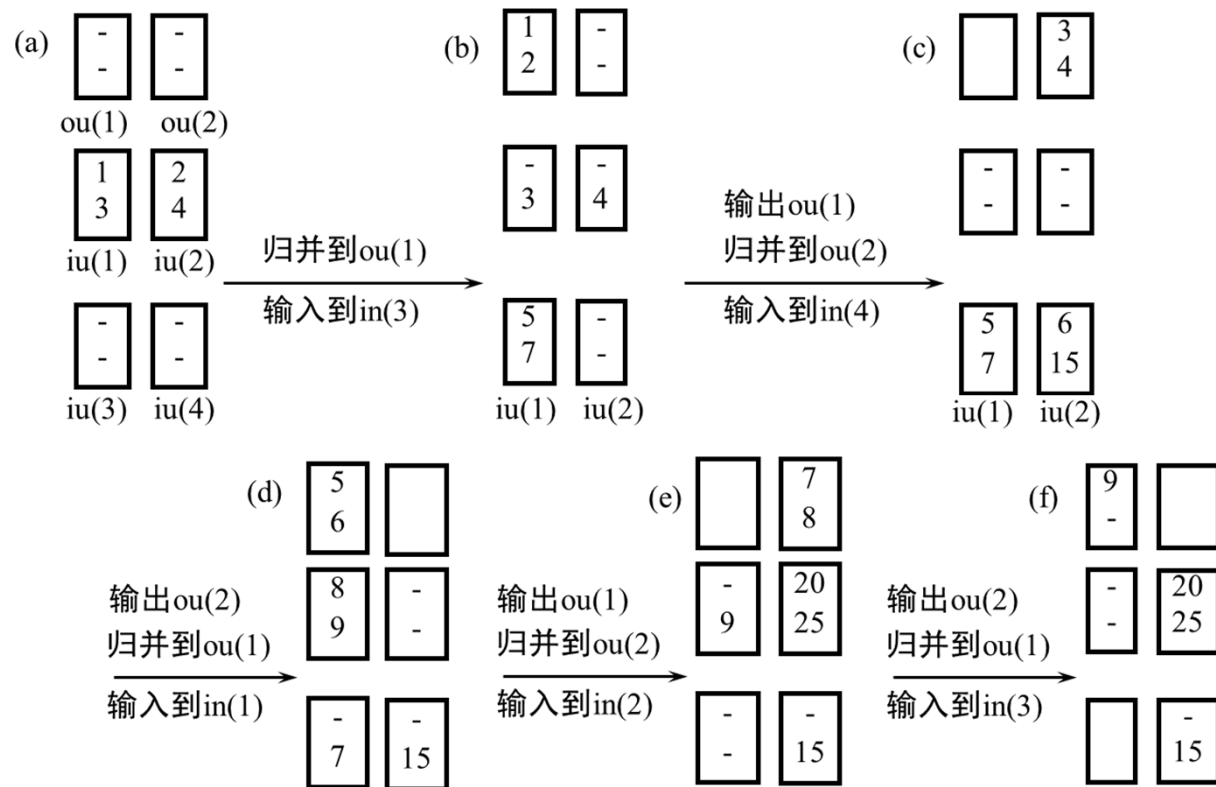 (a)
- -
- -
ou(1) ou(2)
1 2
3 4
iu(1) iu(2)
- -
- -
iu(3) iu(4)
归并到ou(1)
输入到in(3)
(b)
1 -
2 -
- -
3 4
5 -
7 -
iu(1) iu(2)
输出ou(1)
归并到ou(2)
输入到in(4)
(c)
3
4
- -
- -
5 6
7 15
iu(1) iu(2)
输出ou(2)
归并到ou(1)
输入到in(1)
(d)
5
6
8 -
9 -
- -
7 15
输出ou(1)
归并到ou(2)
输入到in(2)
(e)
7
8
- 20
9 25
- -
- 15
输出ou(2)
归并到ou(1)
输入到in(3)
(f)
9
-
- 20
- 25
-
15